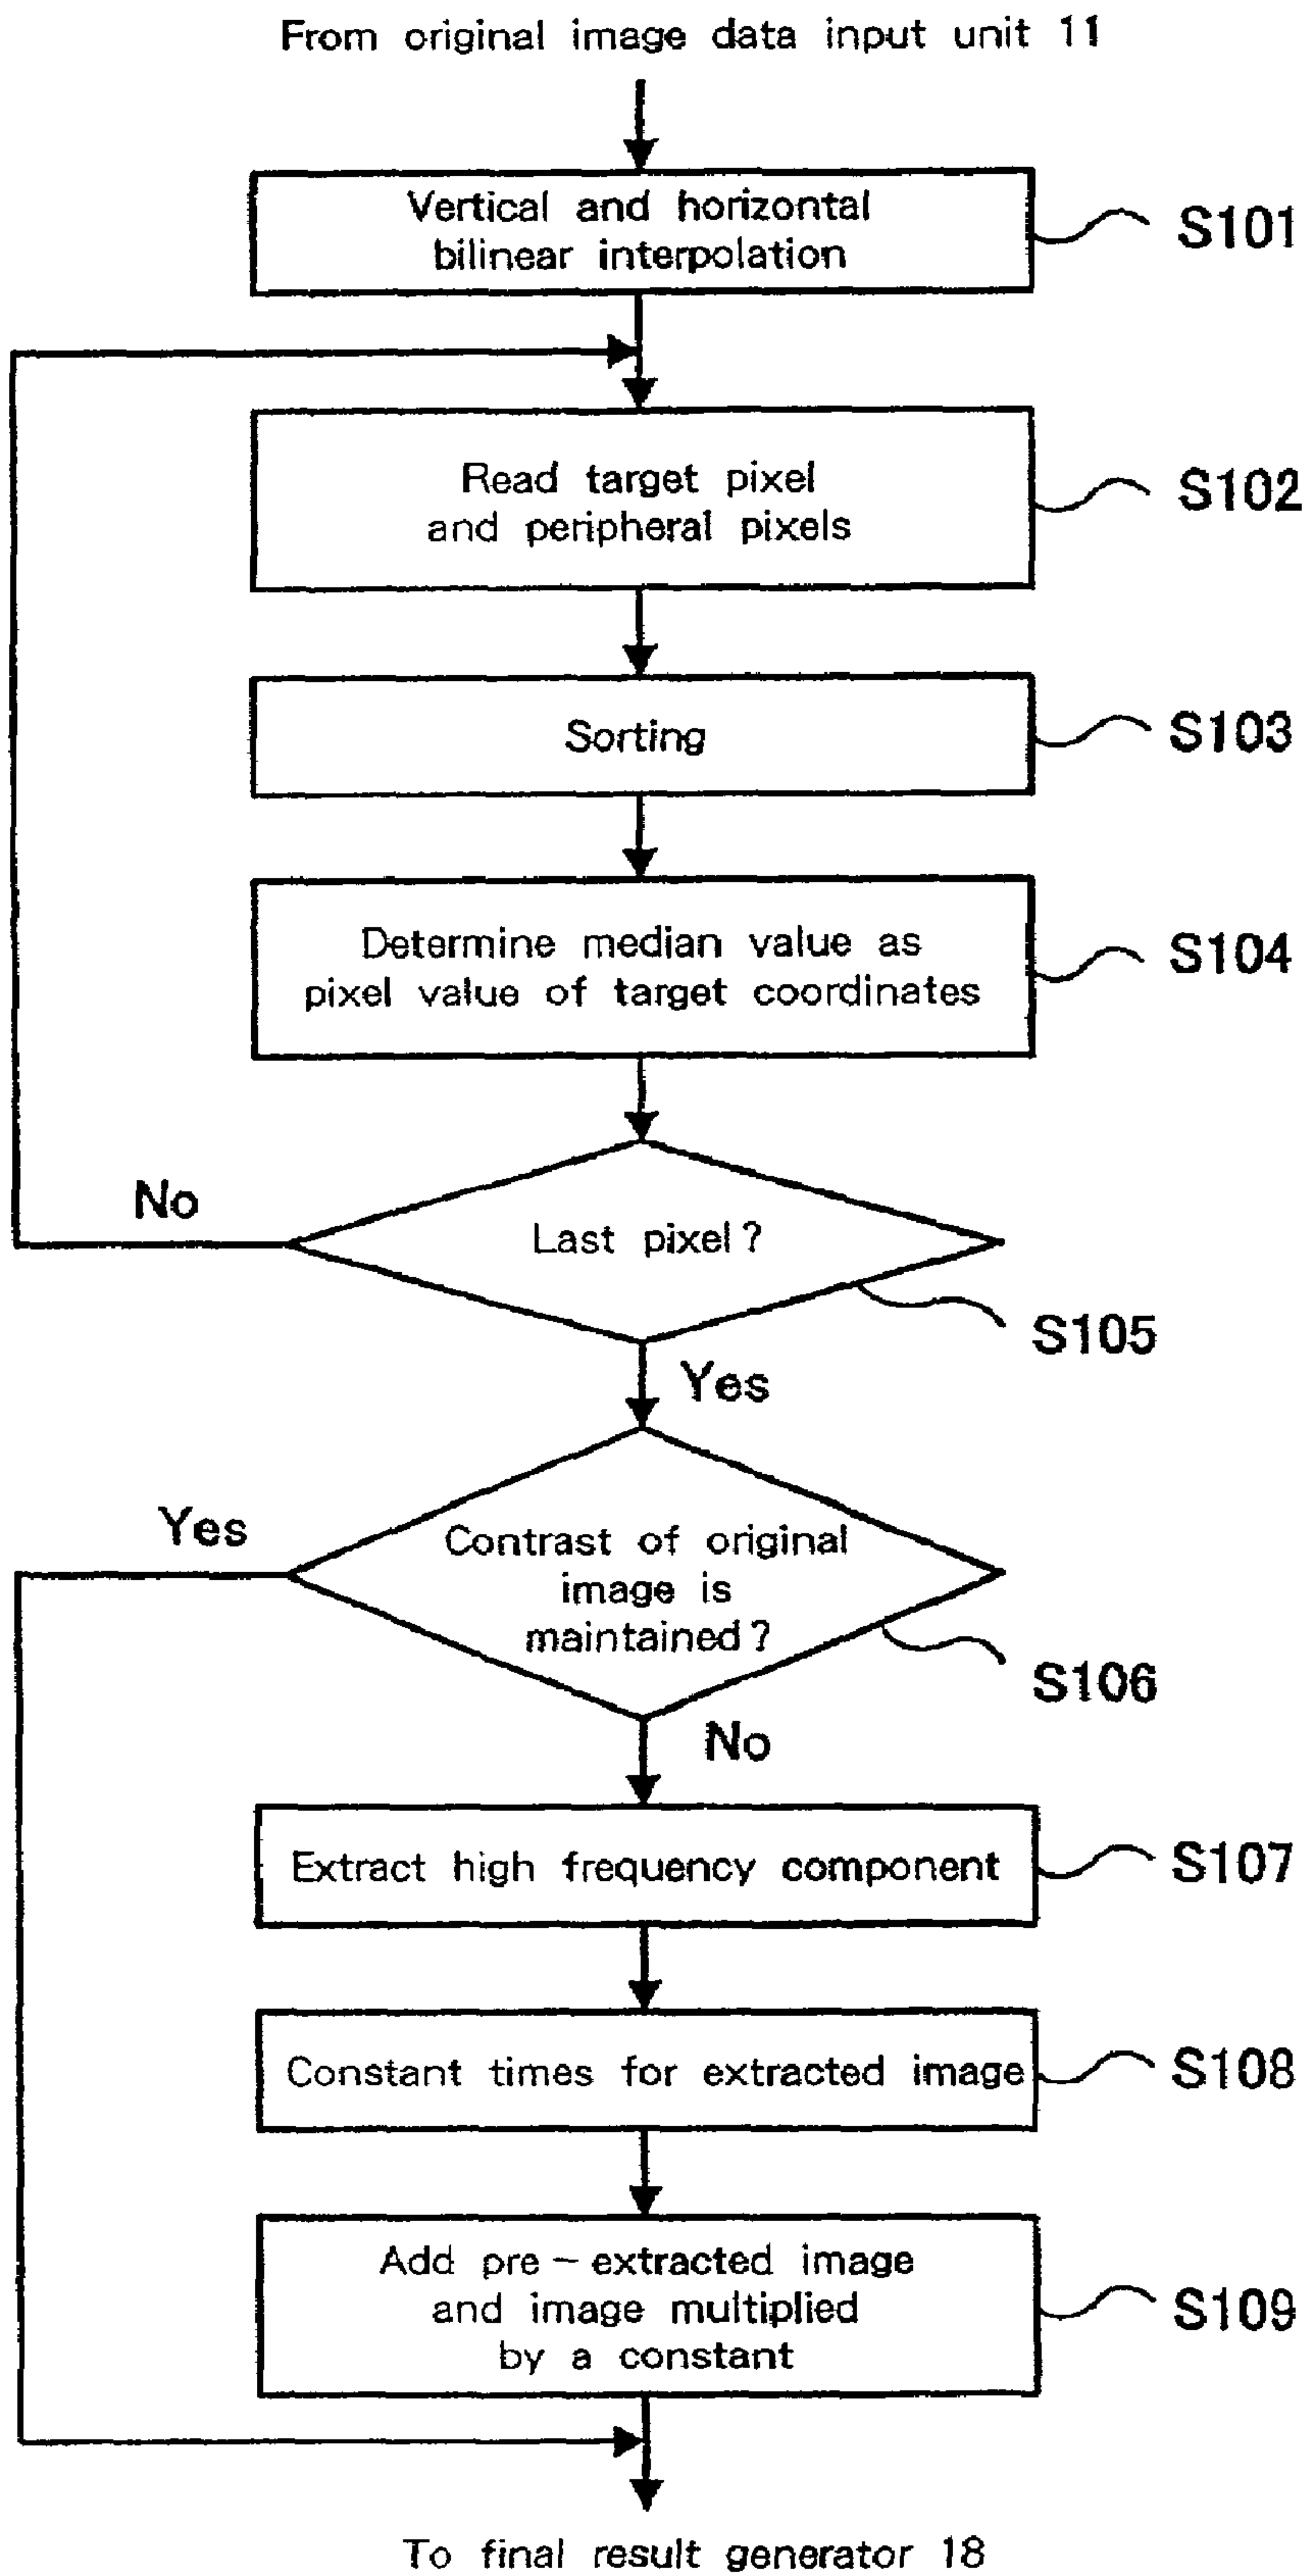 From original image data input unit 11
Vertical and horizontal
bilinear interpolation
S101
Read target pixel
and peripheral pixels
S102
Sorting
S103
Determine median value as
pixel value of target coordinates
S104
No
Last pixel?
S105
Yes
Yes
Contrast of original
image is
maintained?
S106
No
Extract high frequency component
S107
Constant times for extracted image
S108
Add pre-extracted image
and image multiplied
by a constant
S109
To final result generator 18